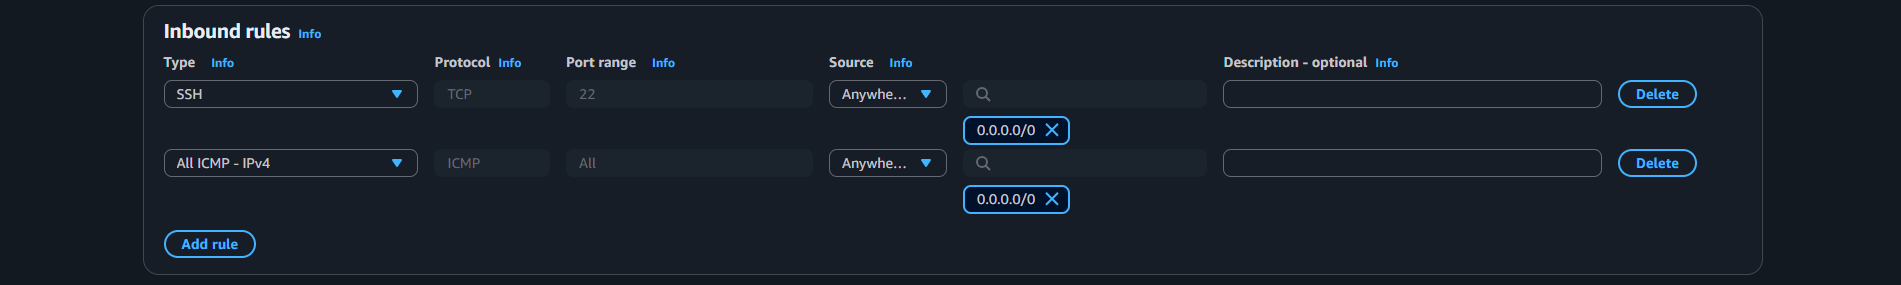 Inbound rules Info
Type Info Protocol Info Port range Info Source Info Description - optional Info
SSH TCP 22 Anywhe... Delete
0.0.0.0/0
All ICMP - IPv4 ICMP All Anywhe... Delete
0.0.0.0/0
Add rule